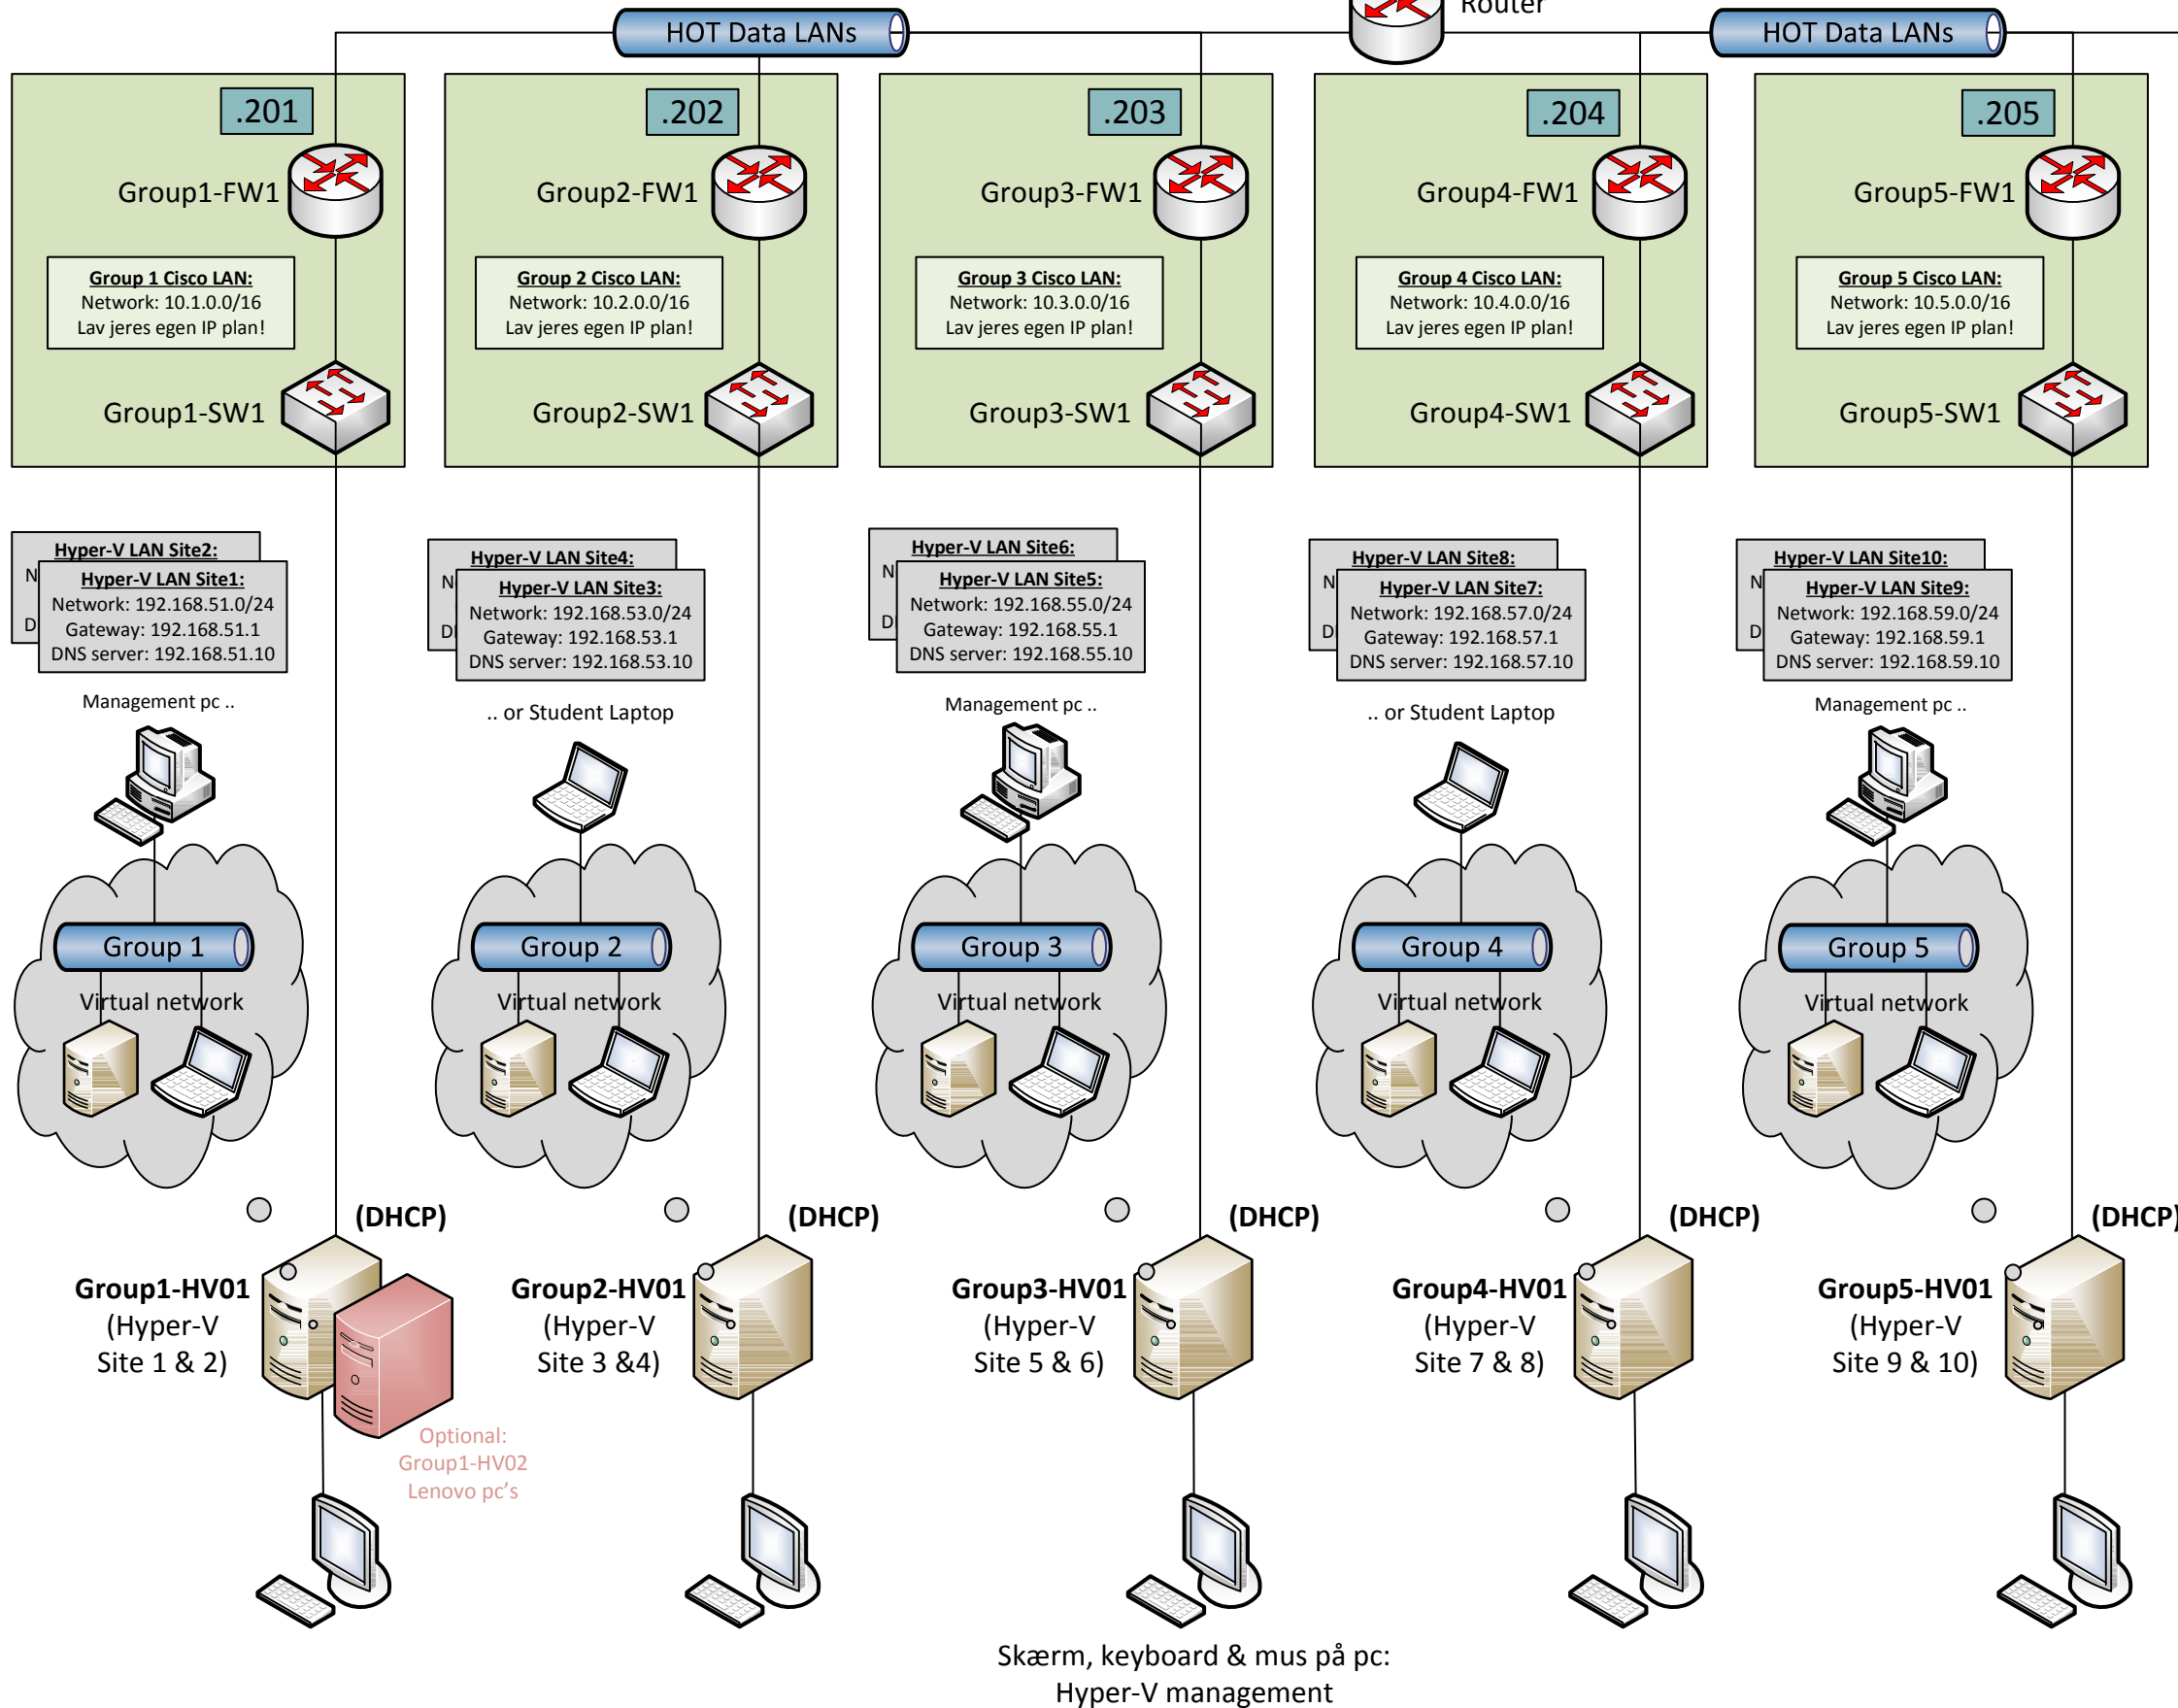 Router
HOT Data LANs
HOT Data LANs
.201
Group1-FW1
Group 1 Cisco LAN:
Network: 10.1.0.0/16
Lav jeres egen IP plan!
Group1-SW1
.202
Group2-FW1
Group 2 Cisco LAN:
Network: 10.2.0.0/16
Lav jeres egen IP plan!
Group2-SW1
.203
Group3-FW1
Group 3 Cisco LAN:
Network: 10.3.0.0/16
Lav jeres egen IP plan!
Group3-SW1
.204
Group4-FW1
Group 4 Cisco LAN:
Network: 10.4.0.0/16
Lav jeres egen IP plan!
Group4-SW1
.205
Group5-FW1
Group 5 Cisco LAN:
Network: 10.5.0.0/16
Lav jeres egen IP plan!
Group5-SW1
Hyper-V LAN Site2:
N
D
Hyper-V LAN Site1:
Network: 192.168.51.0/24
Gateway: 192.168.51.1
DNS server: 192.168.51.10
Hyper-V LAN Site4:
N
D
Hyper-V LAN Site3:
Network: 192.168.53.0/24
Gateway: 192.168.53.1
DNS server: 192.168.53.10
Hyper-V LAN Site6:
N
D
Hyper-V LAN Site5:
Network: 192.168.55.0/24
Gateway: 192.168.55.1
DNS server: 192.168.55.10
Hyper-V LAN Site8:
N
D
Hyper-V LAN Site7:
Network: 192.168.57.0/24
Gateway: 192.168.57.1
DNS server: 192.168.57.10
Hyper-V LAN Site10:
N
D
Hyper-V LAN Site9:
Network: 192.168.59.0/24
Gateway: 192.168.59.1
DNS server: 192.168.59.10
Management pc ..
.. or Student Laptop
Management pc ..
.. or Student Laptop
Management pc ..
Group 1
Virtual network
Group 2
Virtual network
Group 3
Virtual network
Group 4
Virtual network
Group 5
Virtual network
(DHCP)
Group1-HV01
(Hyper-V
Site 1 & 2)
Optional:
Group1-HV02
Lenovo pc's
(DHCP)
Group2-HV01
(Hyper-V
Site 3 &4)
(DHCP)
Group3-HV01
(Hyper-V
Site 5 & 6)
(DHCP)
Group4-HV01
(Hyper-V
Site 7 & 8)
(DHCP)
Group5-HV01
(Hyper-V
Site 9 & 10)
Skærm, keyboard & mus på pc:
Hyper-V management